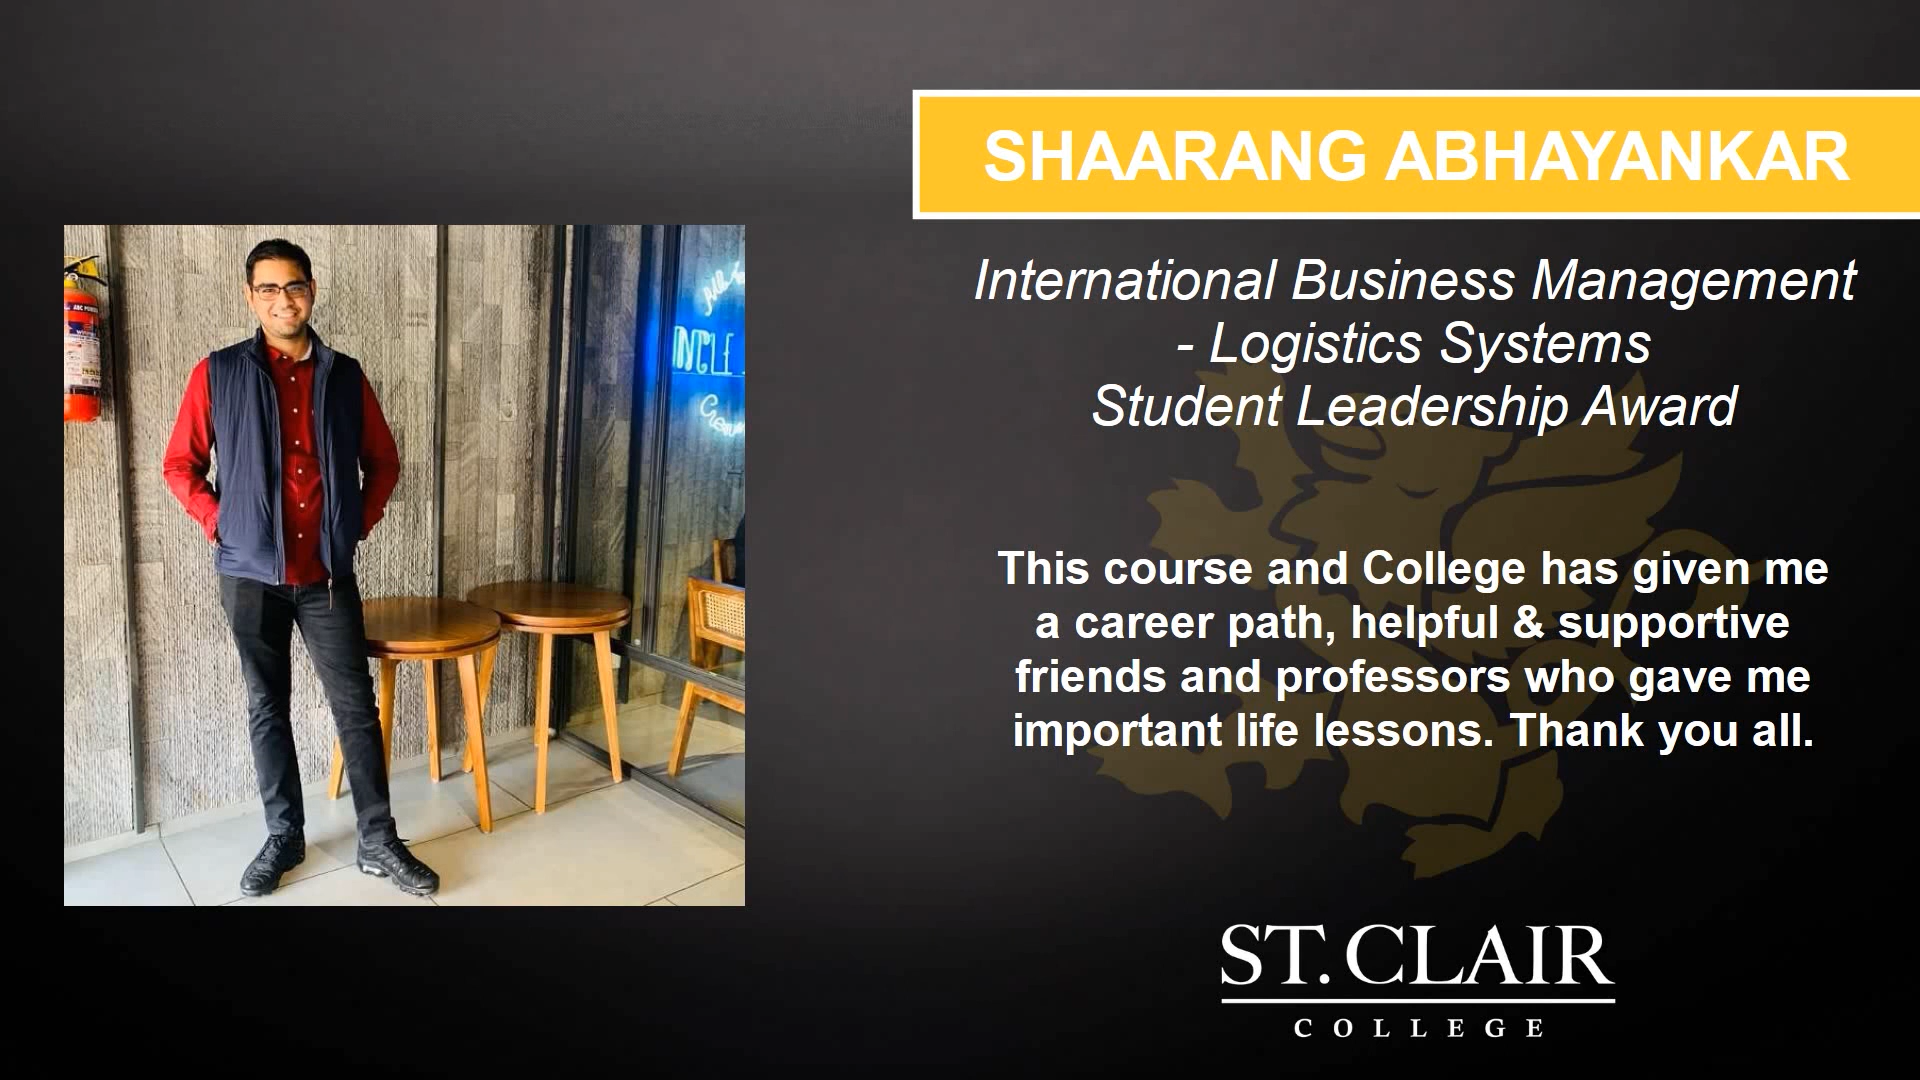 SHAARANG ABHAYANKAR
International Business Management
- Logistics Systems
Student Leadership Award
This course and College has given me
a career path, helpful & supportive
friends and professors who gave me
important life lessons. Thank you all.
ST. CLAIR
COLLEGE